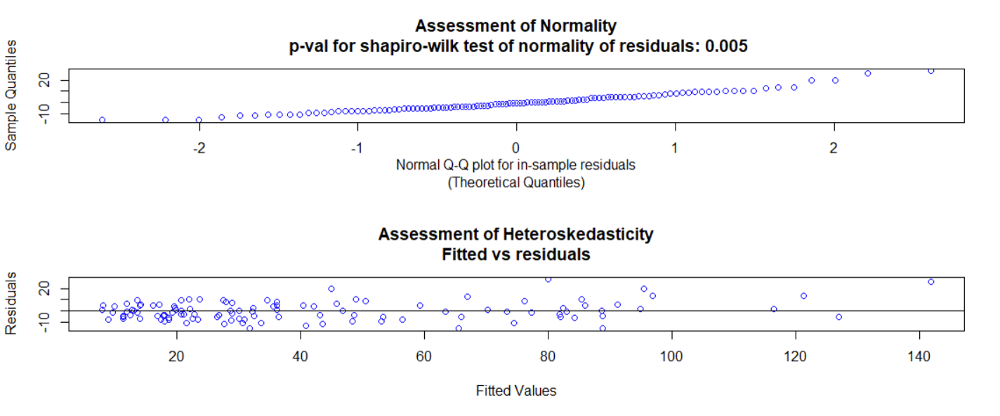 Assessment of Normality
p-val for shapiro-wilk test of normality of residuals: 0.005
Sample Quantiles
20
-10
-2
-1
0
1
2
Normal Q-Q plot for in-sample residuals
(Theoretical Quantiles)
Assessment of Heteroskedasticity
Fitted vs residuals
Residuals
20
-10
20
40
60
80
100
120
140
Fitted Values